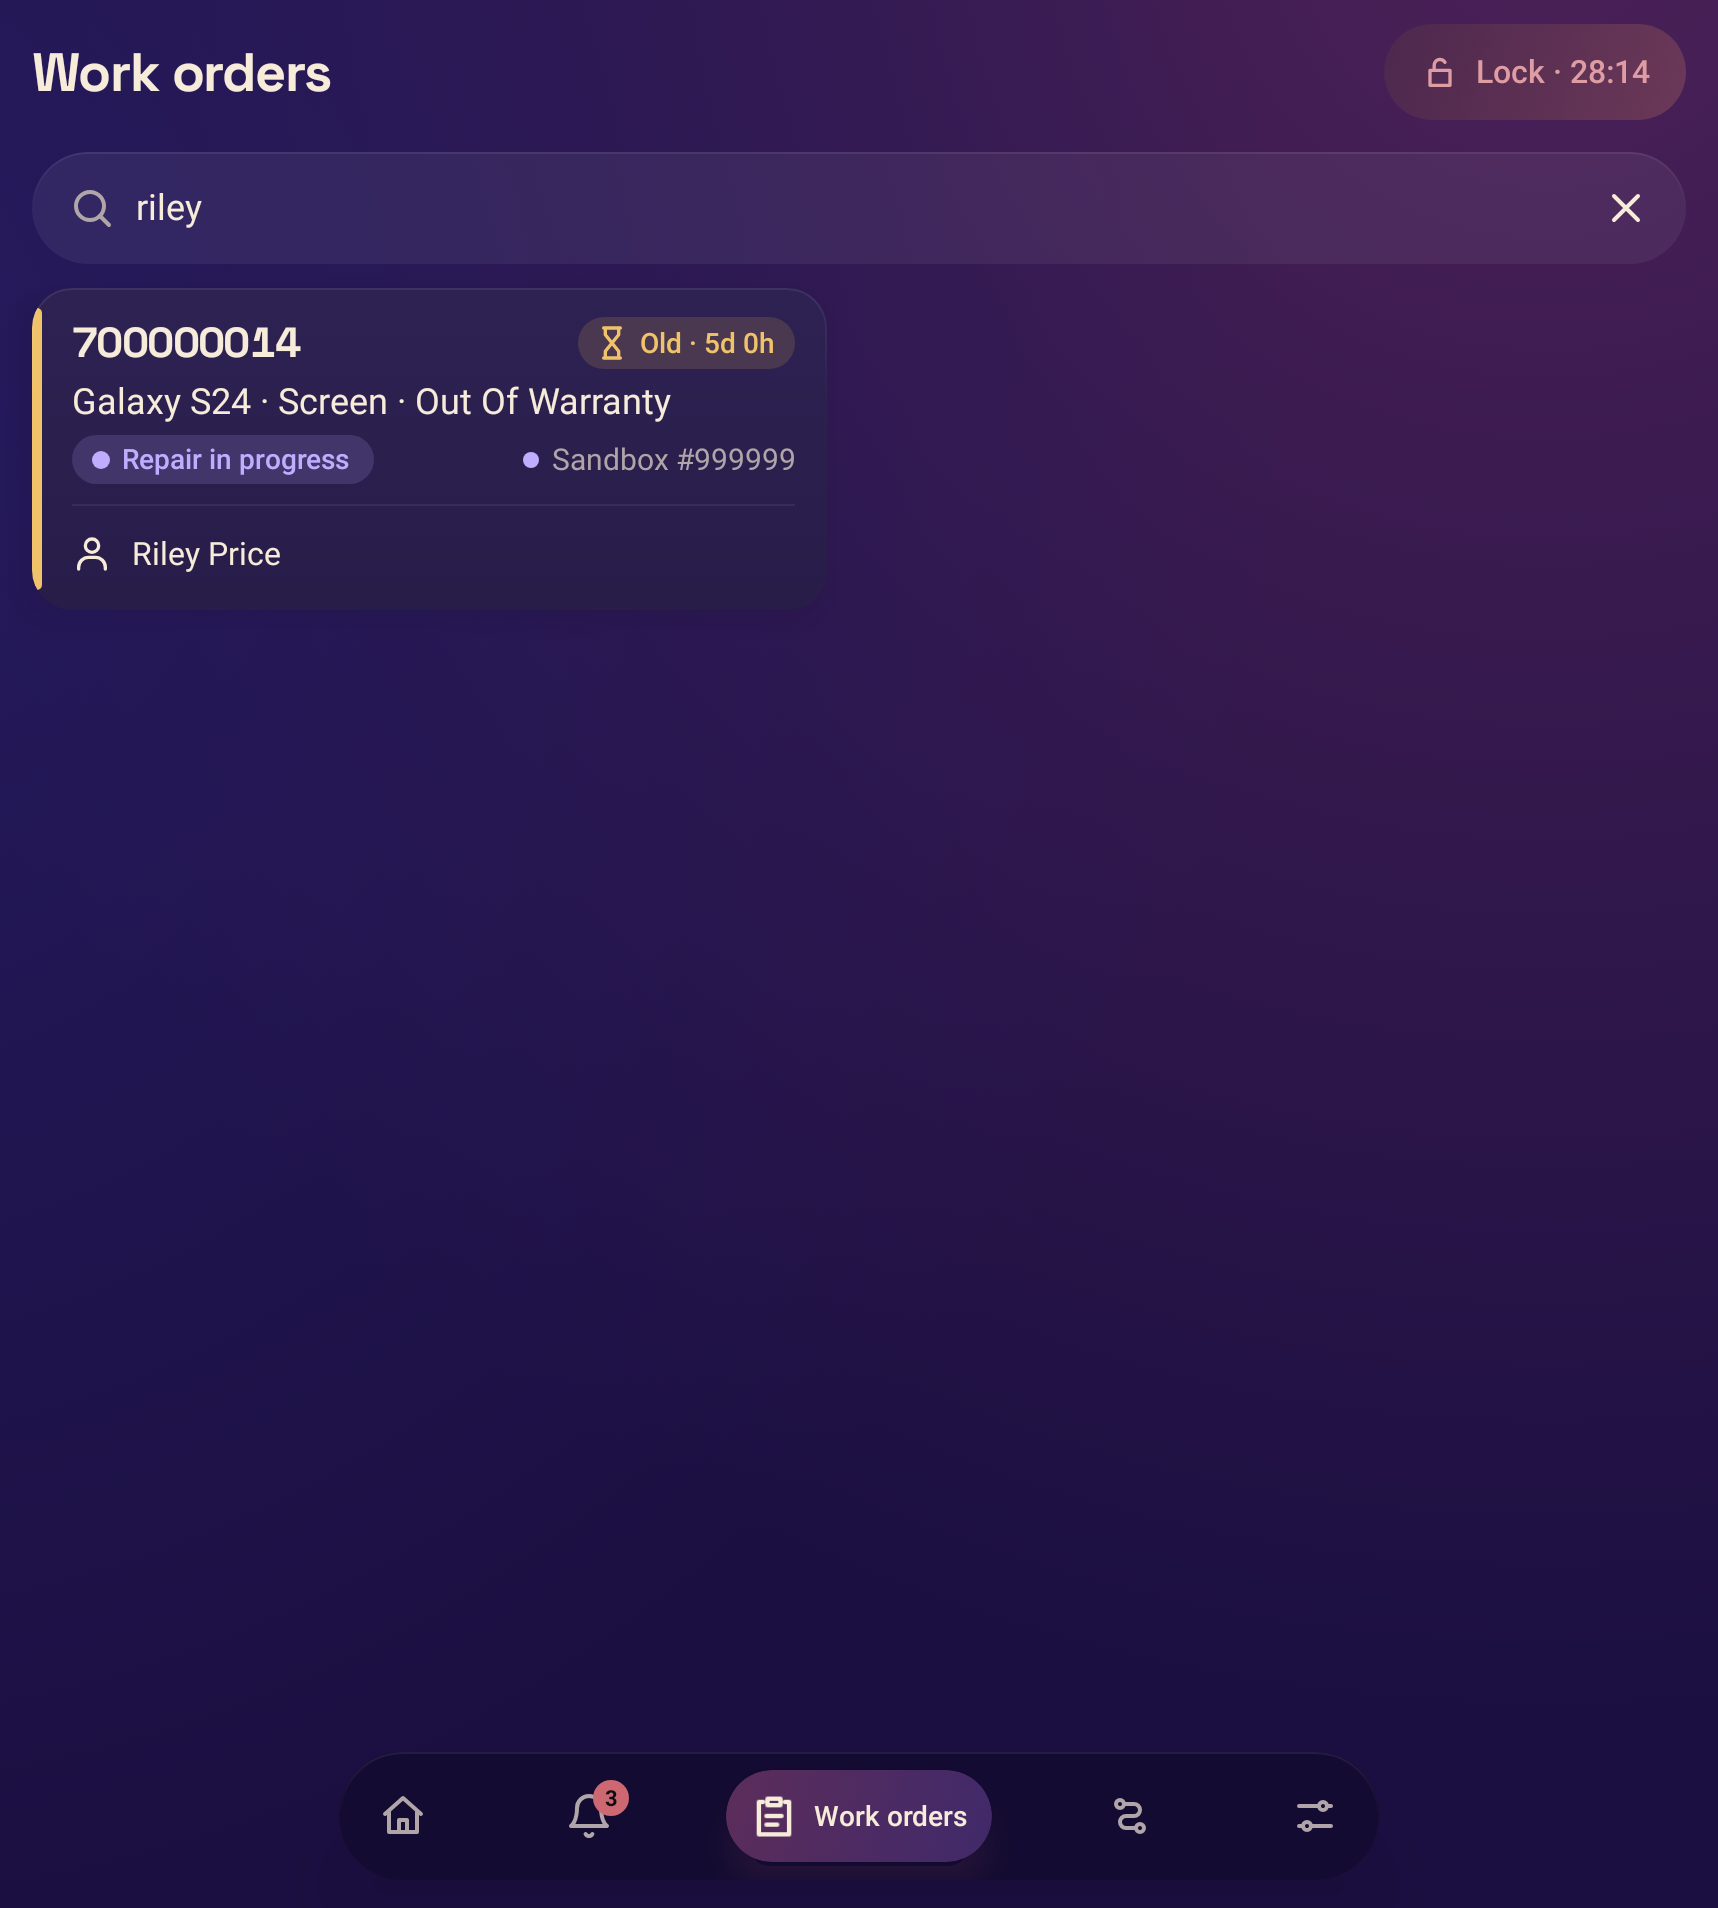 Work orders
Lock · 28:14
riley
700000014
Old · 5d 0h
Galaxy S24 · Screen · Out Of Warranty
Repair in progress
Sandbox #999999
Riley Price
3
Work orders